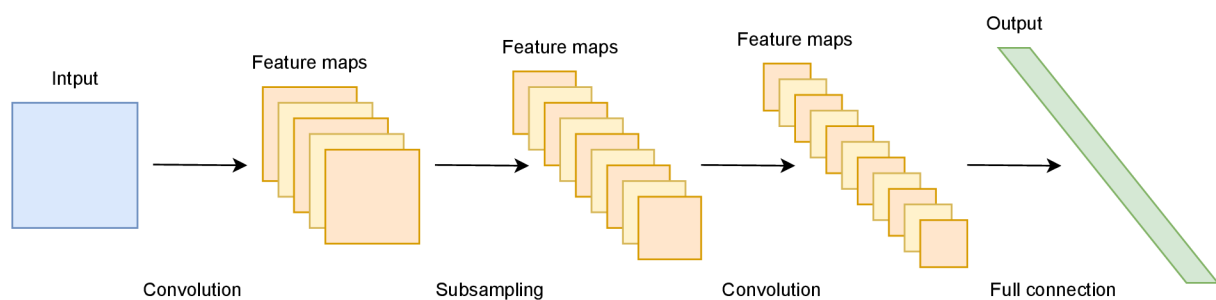 Intput
Feature maps
Feature maps
Feature maps
Output
Convolution
Subsampling
Convolution
Full connection